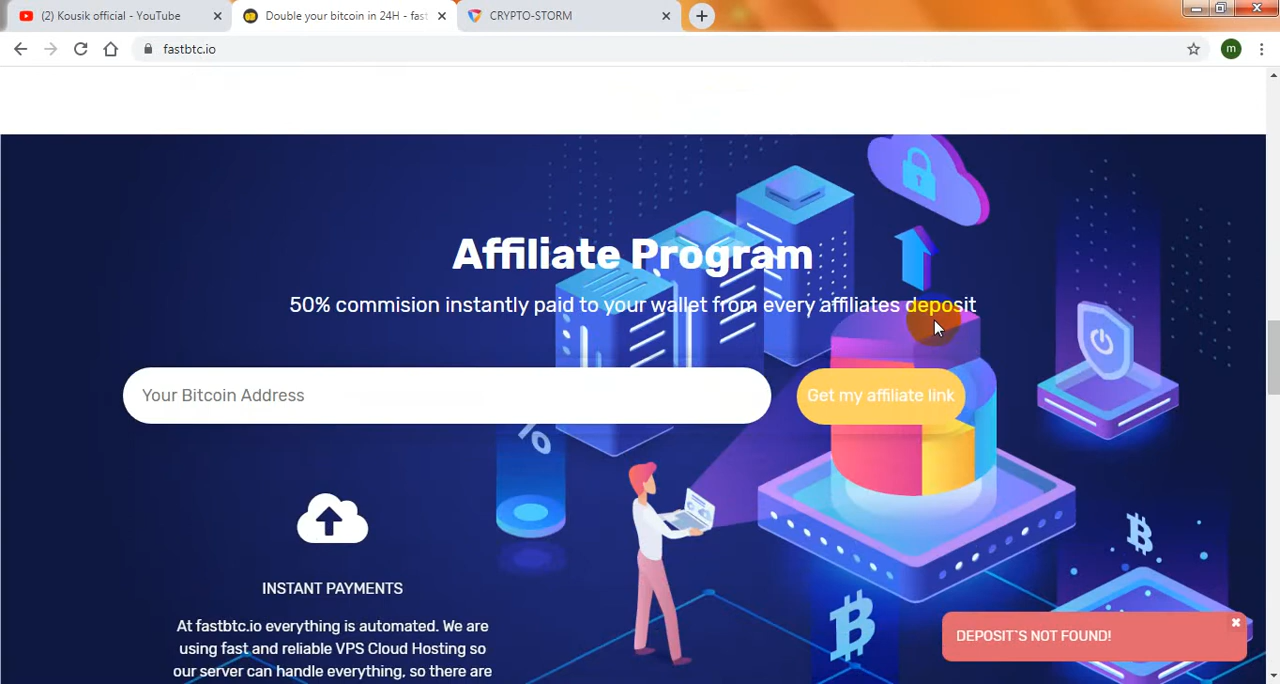 (2) Kousik official - YouTube
Double your bitcoin in 24H - fast
CRYPTO-STORM
fastbtc.io
m
Affiliate Program
50% commision instantly paid to your wallet from every affiliates deposit
Your Bitcoin Address
Get my affiliate link
%
INSTANT PAYMENTS
At fastbtc.io everything is automated. We are
using fast and reliable VPS Cloud Hosting so
our server can handle everything, so there are
DEPOSIT`S NOT FOUND!